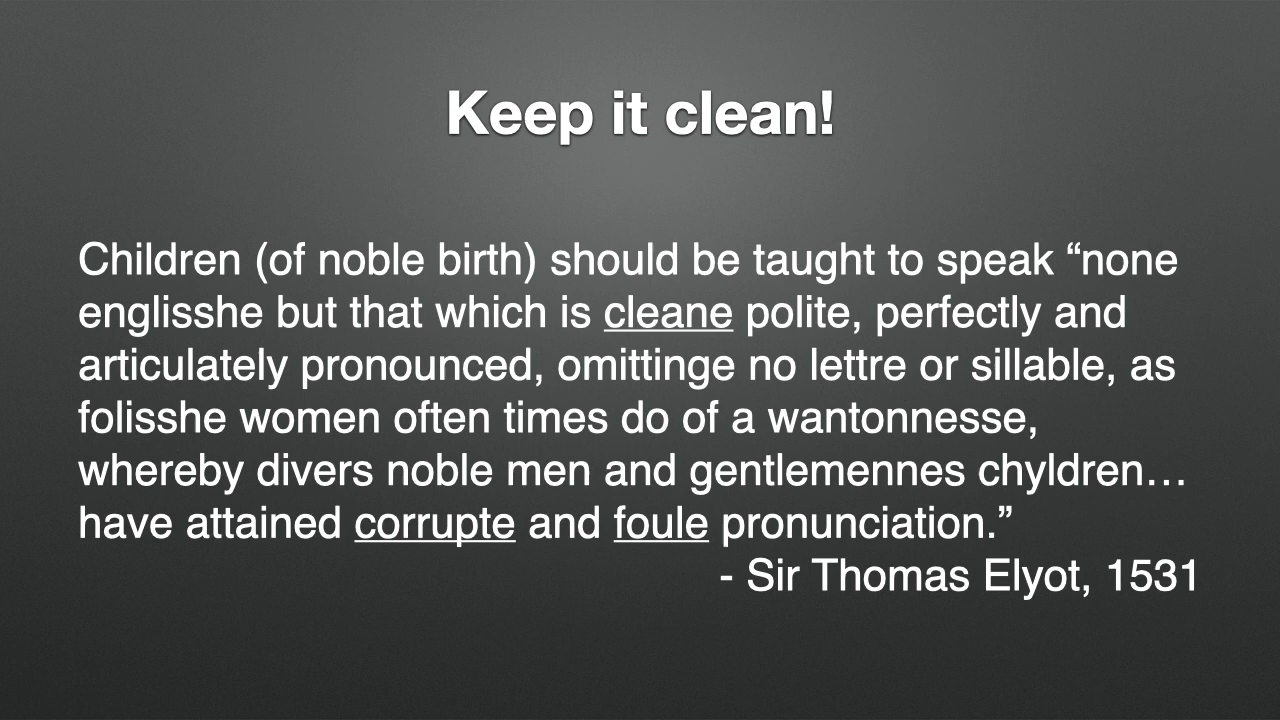 Keep it clean!
Children (of noble birth) should be taught to speak “none
englisshe but that which is cleane polite, perfectly and
articulately pronounced, omittinge no lettre or sillable, as
folisshe women often times do of a wantonnesse,
whereby divers noble men and gentlemennes chyldren…
have attained corrupte and foule pronunciation.”
- Sir Thomas Elyot, 1531